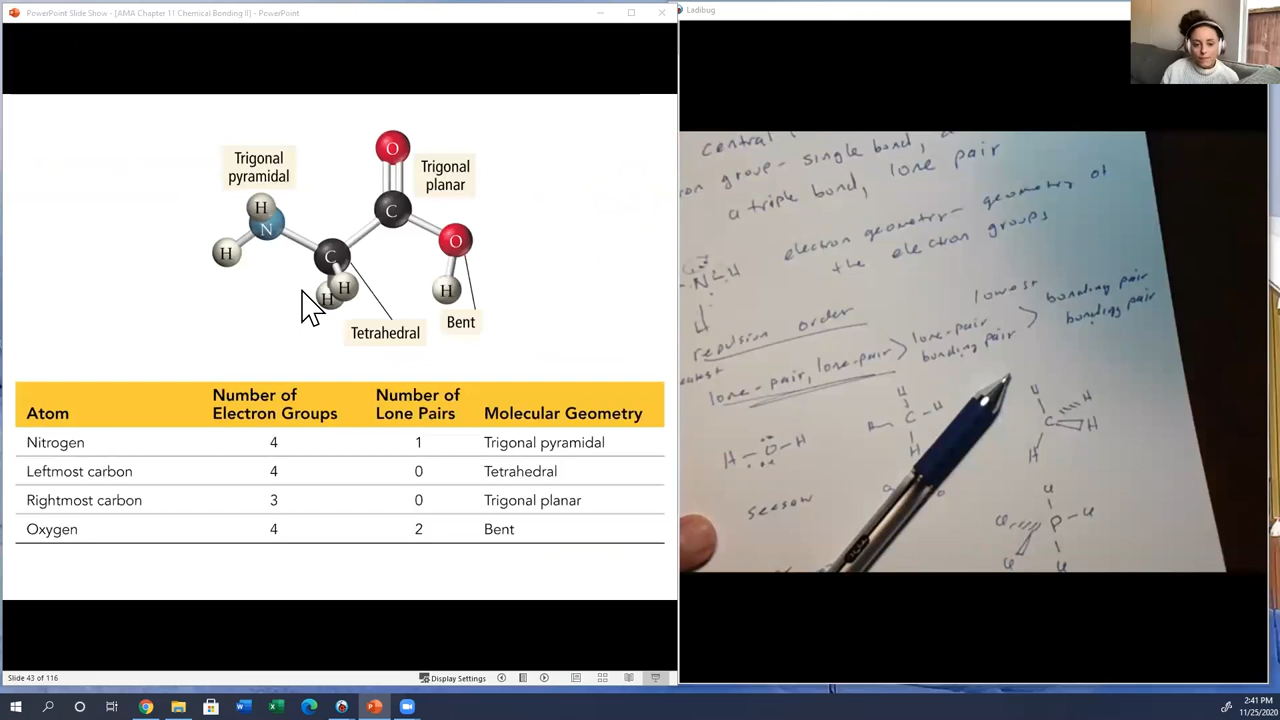 PowerPoint Slide Show - [AMA Chapter 11 Chemical Bonding II] - PowerPoint
Ladibug
Trigonal
pyramidal
Trigonal
planar
O
C
O
H
N
H
C
H
H
H
Tetrahedral
Bent
Atom Number of Electron Groups Number of Lone Pairs Molecular Geometry
Nitrogen 4 1 Trigonal pyramidal
Leftmost carbon 4 0 Tetrahedral
Rightmost carbon 3 0 Trigonal planar
Oxygen 4 2 Bent
central
group - single bond,
a triple bond, lone pair
electron geometry - geometry of
the electron groups
N H
H
repulsion order
lowest
lone-pair, lone-pair > lone-pair > bonding pair
bonding pair bonding pair
H - O - H
H
C H
H
H
C H
H
H
seesaw
P
Slide 43 of 116
Display Settings
2:41 PM
11/25/2020